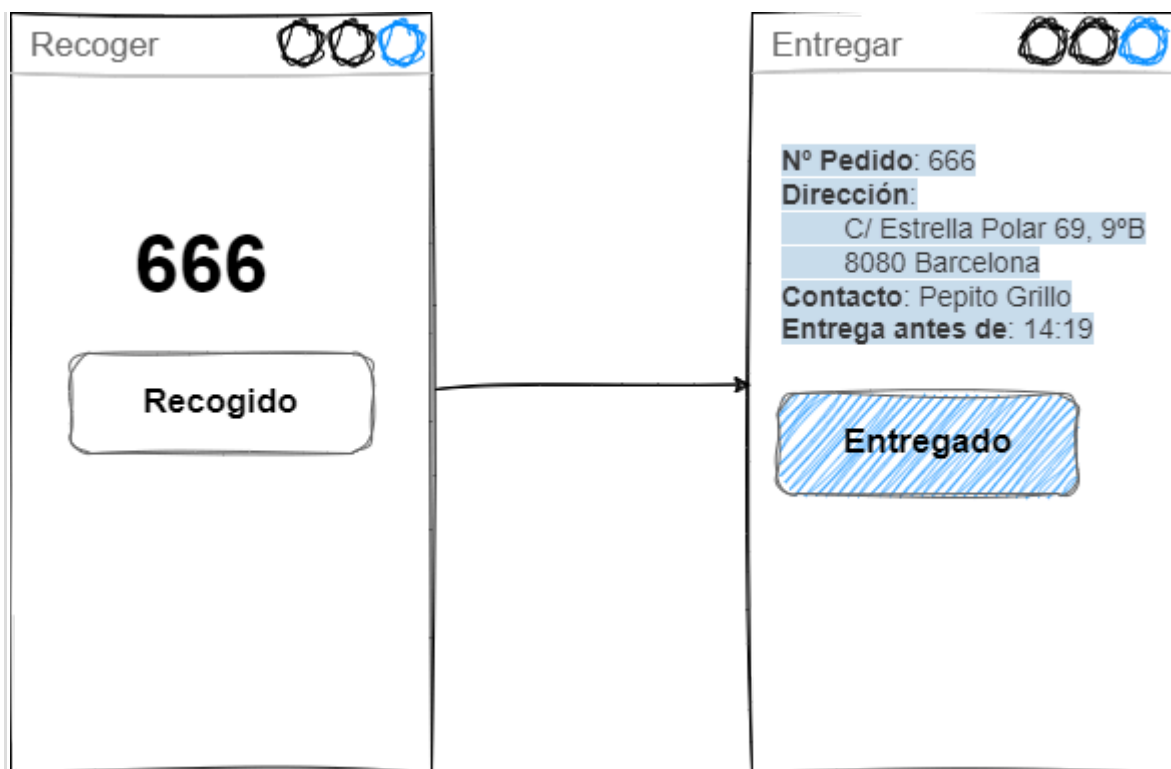 Recoger
666
Recogido
Entregar
Nº Pedido: 666
Dirección:
C/ Estrella Polar 69, 9ºB
8080 Barcelona
Contacto: Pepito Grillo
Entrega antes de: 14:19
Entregado